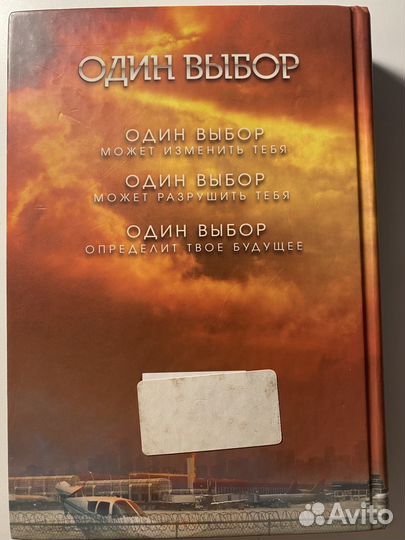 ОДИН ВЫБОР
ОДИН ВЫБОР
МОЖЕТ ИЗМЕНИТЬ ТЕБЯ
ОДИН ВЫБОР
МОЖЕТ РАЗРУШИТЬ ТЕБЯ
ОДИН ВЫБОР
ОПРЕДЕЛИТ ТВОЕ БУДУЩЕЕ
Avito